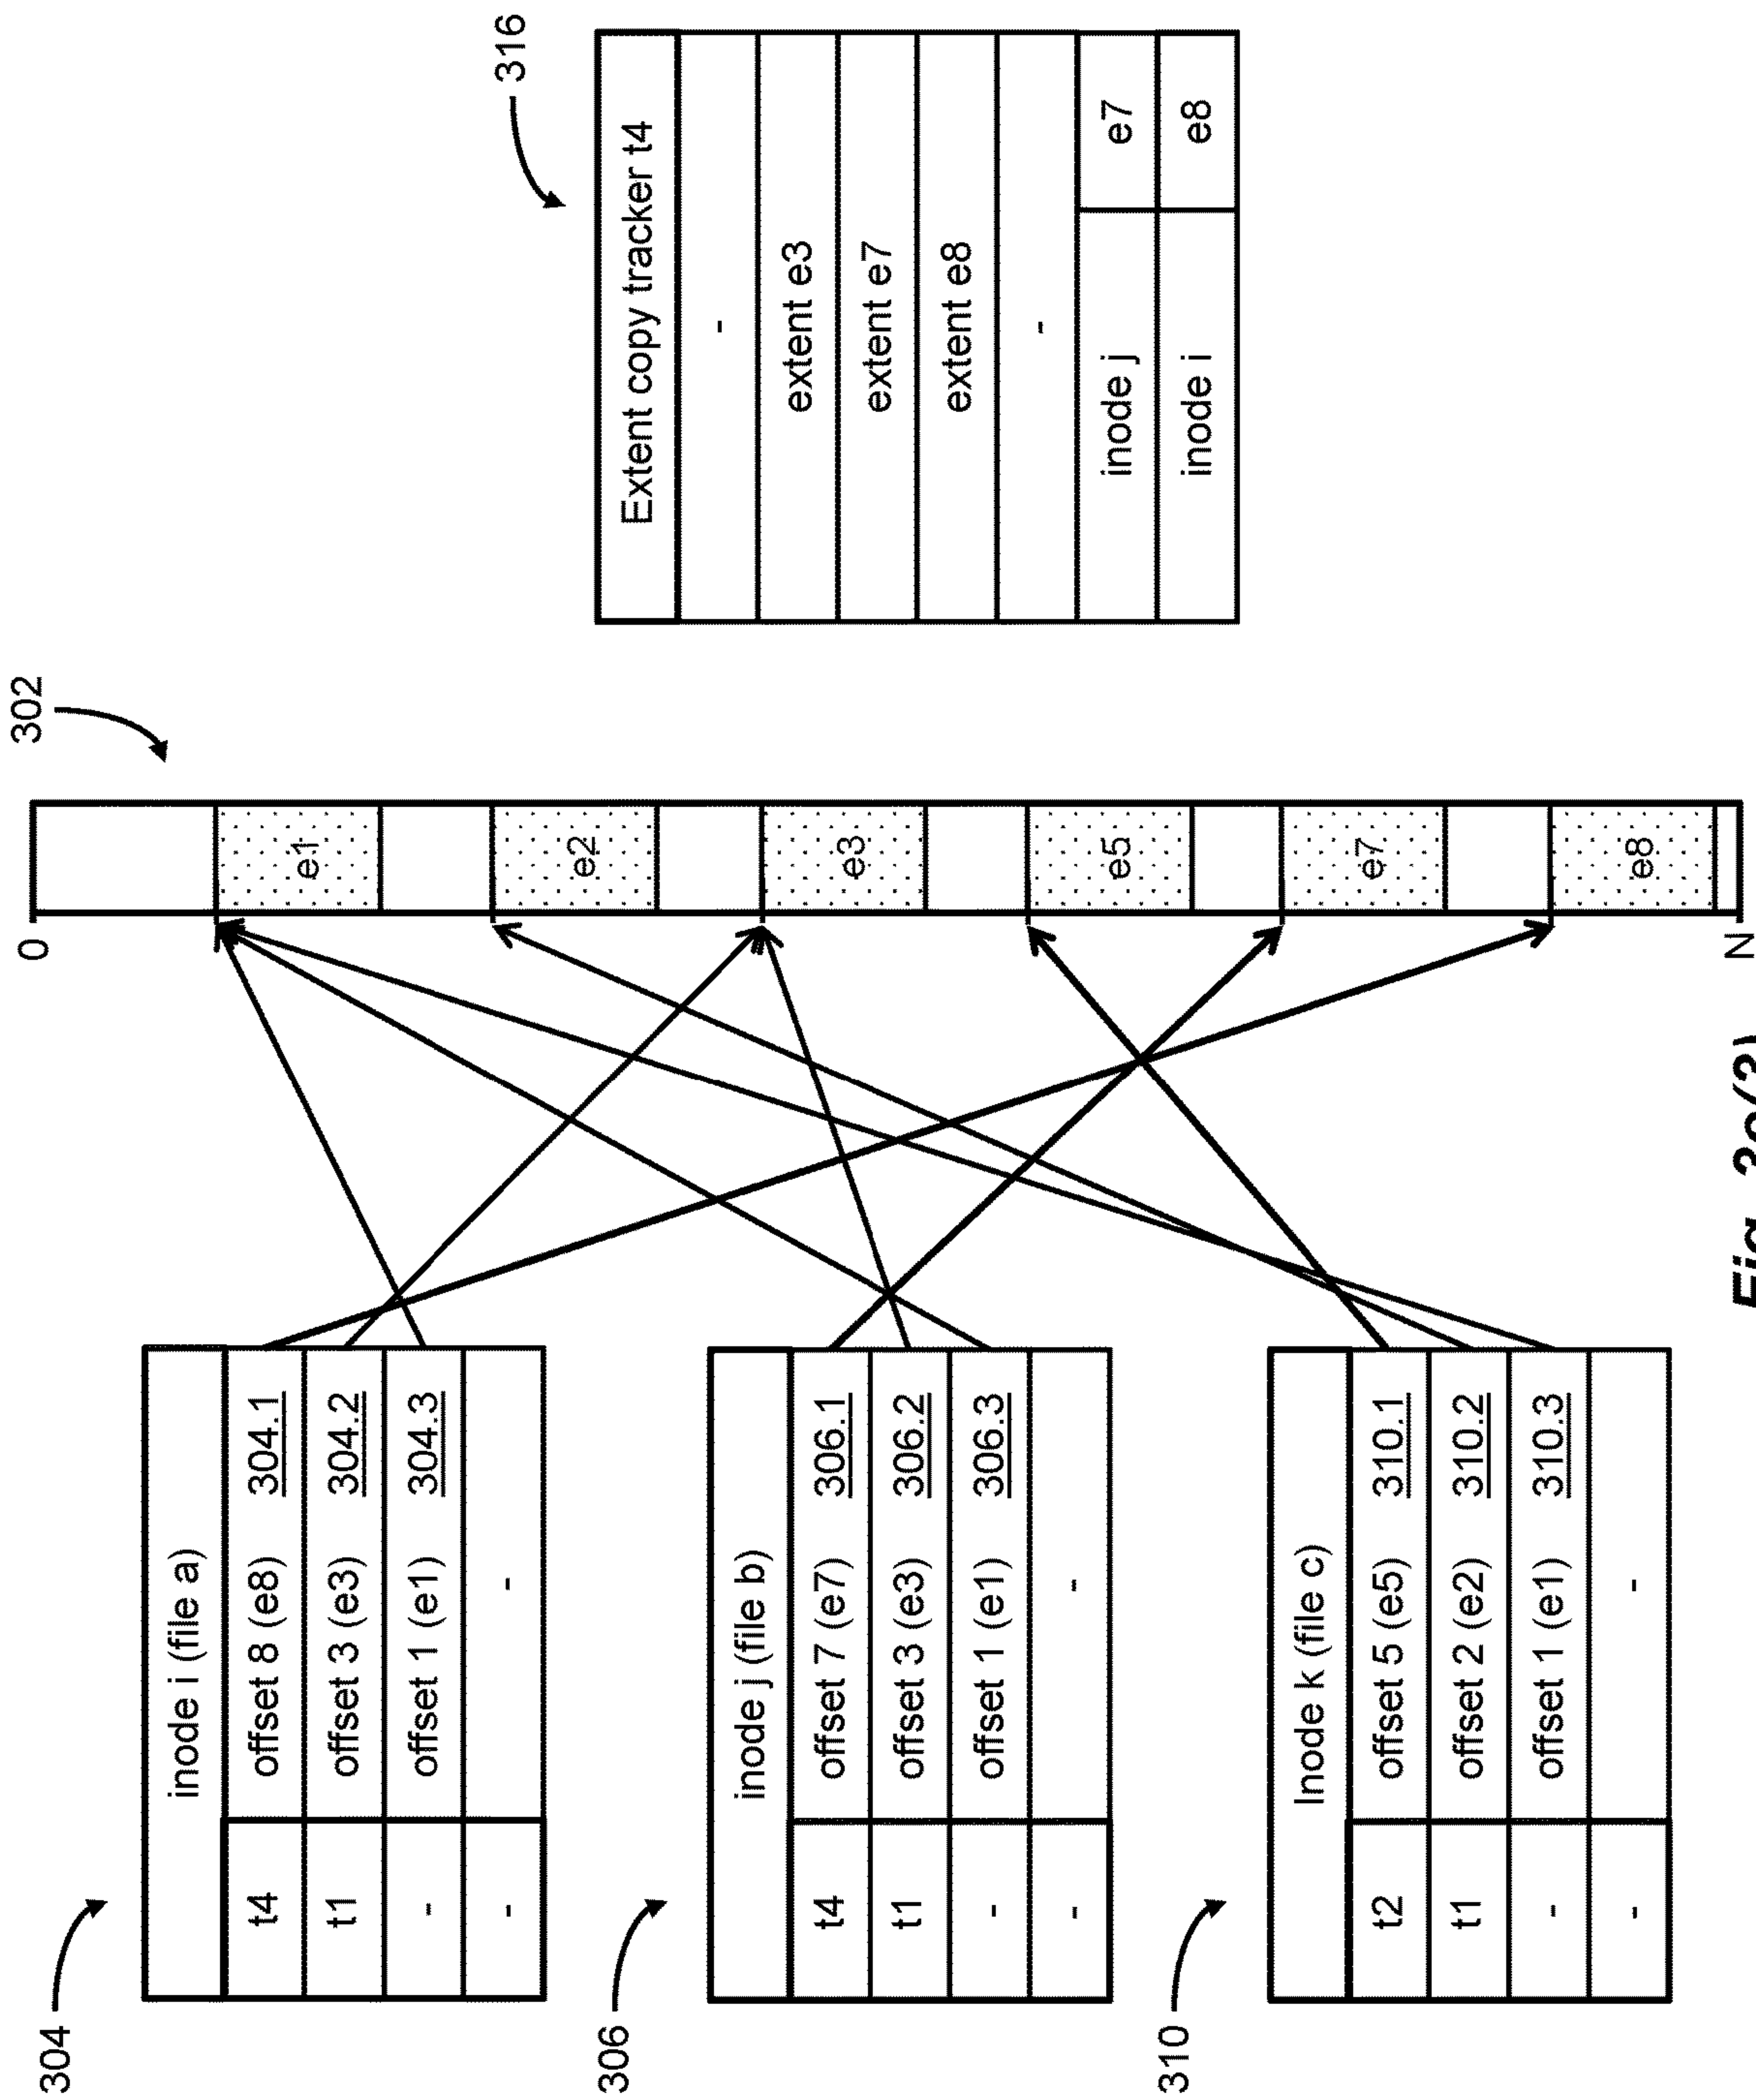 304
inode i (file a)
t4 offset 8 (e8) 304.1
t1 offset 3 (e3) 304.2
- offset 1 (e1) 304.3
- -
306
inode j (file b)
t4 offset 7 (e7) 306.1
t1 offset 3 (e3) 306.2
- offset 1 (e1) 306.3
- -
310
Inode k (file c)
t2 offset 5 (e5) 310.1
t1 offset 2 (e2) 310.2
- offset 1 (e1) 310.3
- -
302
0
e1
e2
e3
e5
e7
e8
N
316
Extent copy tracker t4
-
extent e3
extent e7
extent e8
-
inode j e7
inode i e8
Fig.